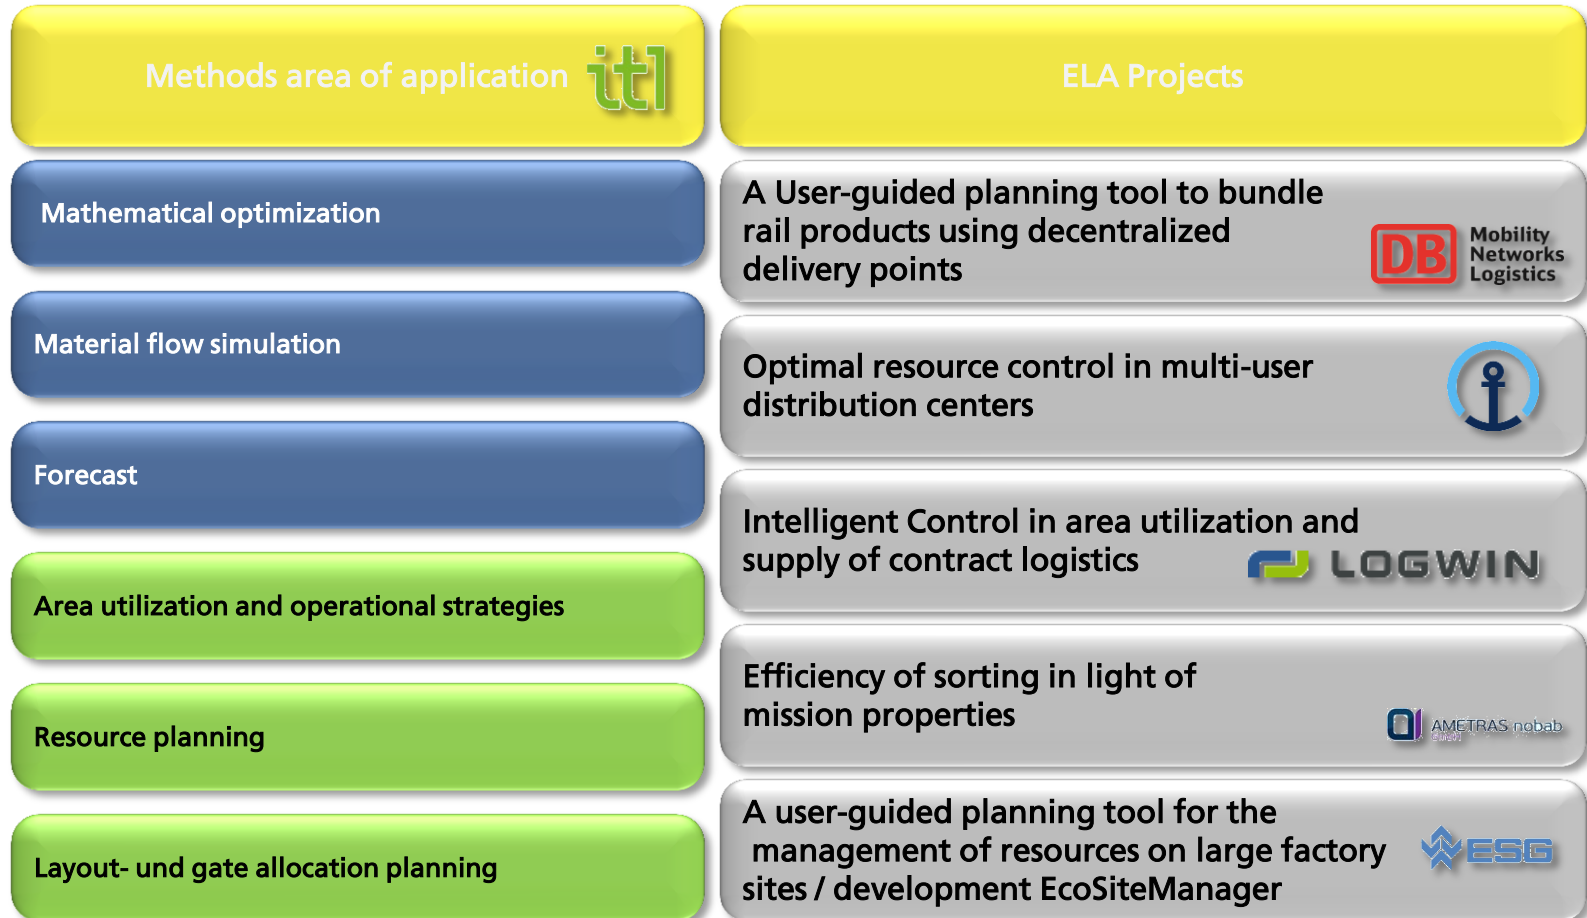 Methods area of application
itl
Mathematical optimization
Material flow simulation
Forecast
Area utilization and operational strategies
Resource planning
Layout- und gate allocation planning
ELA Projects
A User-guided planning tool to bundle
rail products using decentralized
delivery points
DB
Mobility
Networks
Logistics
Optimal resource control in multi-user
distribution centers
Intelligent Control in area utilization and
supply of contract logistics
LOGWIN
Efficiency of sorting in light of
mission properties
AMETRAS nobab
A user-guided planning tool for the
management of resources on large factory
sites / development EcoSiteManager
ESG